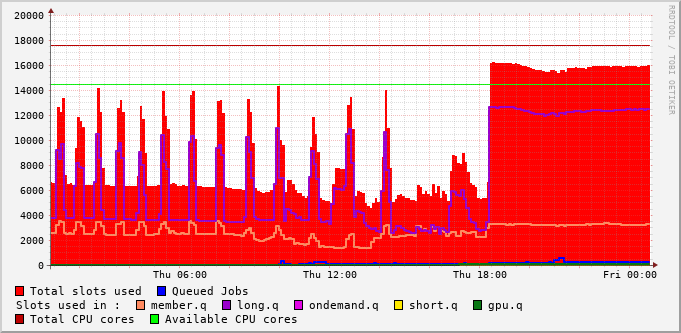 20000
18000
16000
14000
12000
10000
8000
6000
4000
2000
0
Thu 06:00 Thu 12:00 Thu 18:00 Fri 00:00
RRDTOOL / TOBI OETIKER
Total slots used Queued Jobs
Slots used in : member.q long.q ondemand.q short.q gpu.q
Total CPU cores Available CPU cores